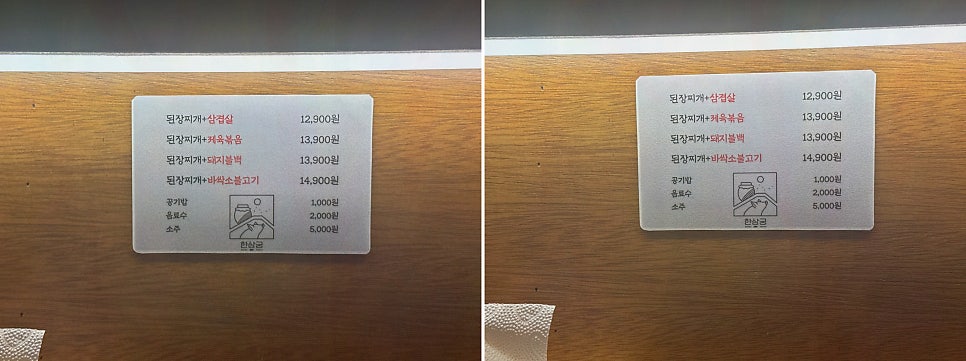 된장찌개+삼겹살 12,900원
된장찌개+제육볶음 13,900원
된장찌개+돼지불백 13,900원
된장찌개+바싹소불고기 14,900원
공기밥 1,000원
음료수 2,000원
소주 5,000원
한상궁
된장찌개+삼겹살 12,900원
된장찌개+제육볶음 13,900원
된장찌개+돼지불백 13,900원
된장찌개+바싹소불고기 14,900원
공기밥 1,000원
음료수 2,000원
소주 5,000원
한상궁